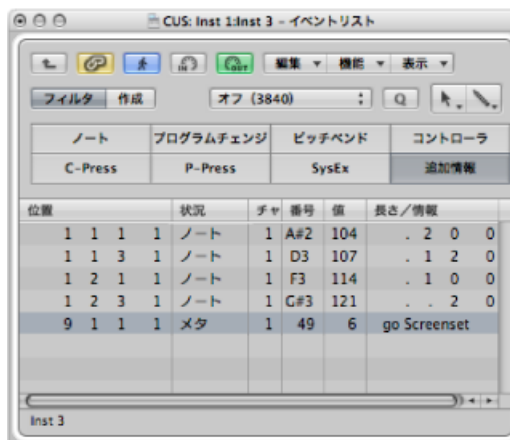 CUS: Inst 1:Inst 3 – イベントリスト
IN OUT 編集 機能 表示
フィルタ 作成 オフ (3840) Q
ノート プログラムチェンジ ピッチベンド コントローラ
C-Press P-Press SysEx 追加情報
位置 状況 チャ 番号 値 長さ／情報
1 1 1 1 ノート 1 A#2 104 . 2 0 0
1 1 3 1 ノート 1 D3 107 . 1 2 0
1 2 1 1 ノート 1 F3 114 . 1 0 0
1 2 3 1 ノート 1 G#3 121 . . 2 0
9 1 1 1 メタ 1 49 6 go Screenset
Inst 3